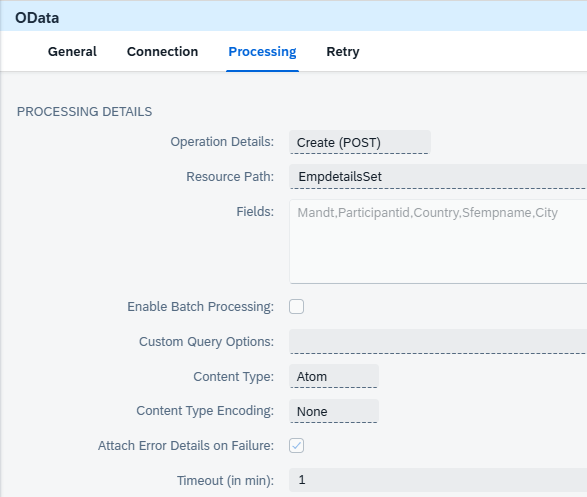 OData
General Connection Processing Retry
PROCESSING DETAILS
Operation Details: Create (POST)
Resource Path: EmpdetailsSet
Fields: Mandt,Participantid,Country,Sfempname,City
Enable Batch Processing:
Custom Query Options:
Content Type: Atom
Content Type Encoding: None
Attach Error Details on Failure:
Timeout (in min): 1